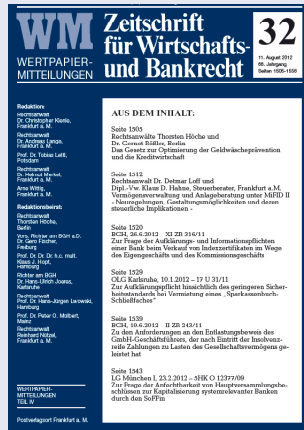 WM
WERTPAPIER-
MITTEILUNGEN
Zeitschrift
für Wirtschafts-
und Bankrecht
32
11. August 2012
66. Jahrgang
Seiten 1505-1556
Redaktion:
Rechtsanwalt
Dr. Christopher Kienle,
Frankfurt a. M.
Rechtsanwalt
Dr. Andreas Lange,
Frankfurt a. M.
Prof. Dr. Tobias Lettl,
Potsdam
Rechtsanwalt
Dr. Helmut Merkel,
Frankfurt a. M.
Arne Wittig,
Frankfurt a. M.
Redaktionsbeirat:
Rechtsanwalt
Thorsten Höche,
Berlin
Vors. Richter am BGH a.D.
Dr. Gero Fischer,
Freiburg
Prof. Dr. Dr. Dr. h.c. mult.
Klaus J. Hopt,
Hamburg
Richter am BGH
Dr. Hans-Ulrich Joeres,
Karlsruhe
Rechtsanwalt
Prof. Dr. Hans-Jürgen Lwowski,
Hamburg
Prof. Dr. Peter O. Mülbert,
Mainz
Rechtsanwalt
Reinhard Nützel,
Frankfurt a. M.
WERTPAPIER-
MITTEILUNGEN
TEIL IV
Postvertriebsort Frankfurt a. M.
AUS DEM INHALT:
Seite 1505
Rechtsanwälte Thorsten Höche und
Dr. Gernot Rößler, Berlin
Das Gesetz zur Optimierung der Geldwäscheprävention
und die Kreditwirtschaft
Seite 1512
Rechtsanwalt Dr. Detmar Loff und
Dipl.-Vw. Klaus D. Hahne, Steuerberater, Frankfurt a.M.
Vermögensverwaltung und Anlageberatung unter MiFID II
- Neuregelungen, Gestaltungsmöglichkeiten und deren
steuerliche Implikationen -
Seite 1520
BGH, 26.6.2012 XI ZR 316/11
Zur Frage der Aufklärungs- und Informationspflichten
einer Bank beim Verkauf von Indexzertifikaten im Wege
des Eigengeschäfts und des Kommissionsgeschäfts
Seite 1529
OLG Karlsruhe, 10.1.2012 – 17 U 31/11
Zur Aufklärungspflicht hinsichtlich des geringeren Sicher-
heitsstandards bei Vermietung eines „Sparkassenbuch-
Schließfaches"
Seite 1539
BGH, 19.6.2012 II ZR 243/11
Zu den Anforderungen an den Entlastungsbeweis des
GmbH-Geschäftsführers, der nach Eintritt der Insolvenz-
reife Zahlungen zu Lasten des Gesellschaftsvermögens ge-
leistet hat
Seite 1543
LG München I, 23.2.2012 – 5HK O 12377/09
Zur Frage der Anfechtbarkeit von Hauptversammlungsbe-
schlüssen zur Kapitalisierung systemrelevanter Banken
durch den SoFFin